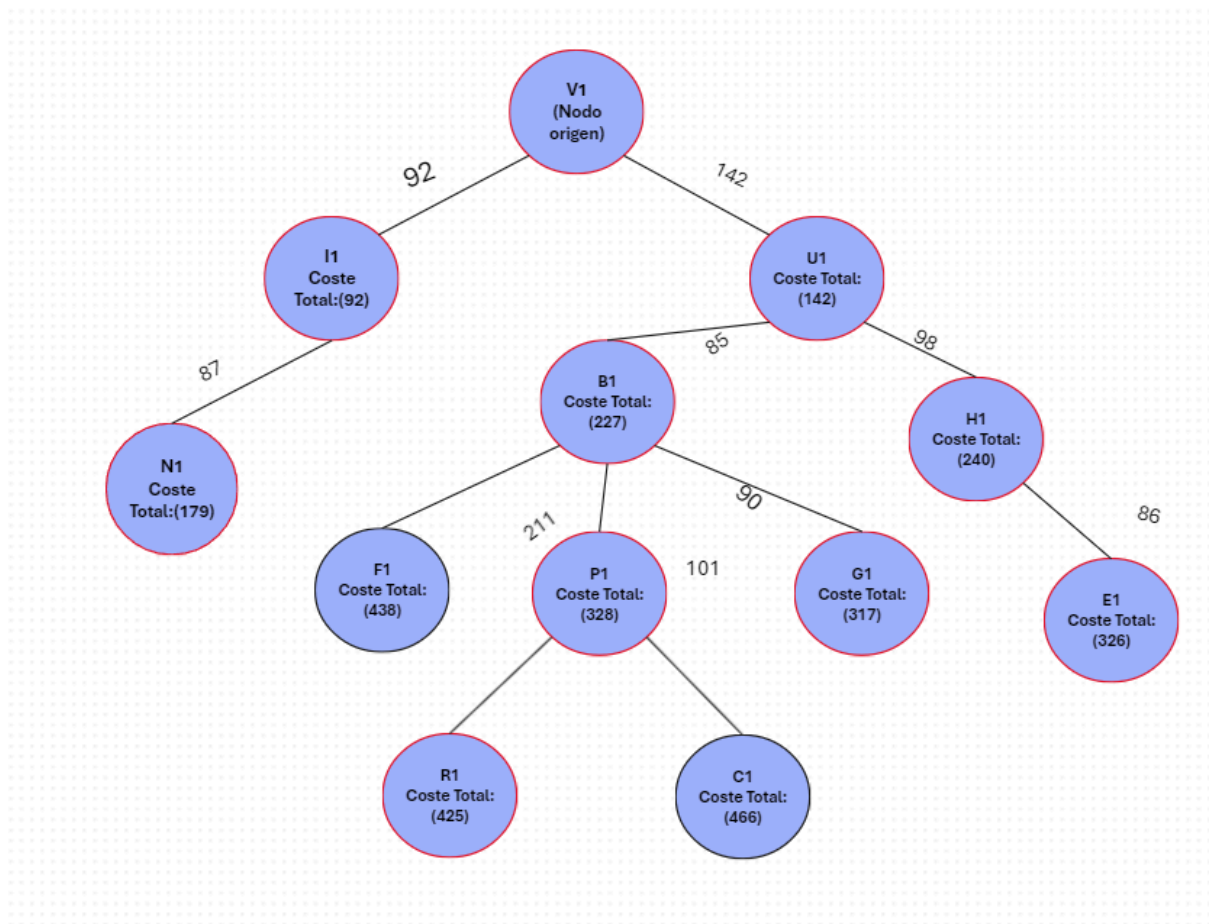 V1
(Nodo
origen)
92
142
I1
Coste
Total:(92)
U1
Coste Total:
(142)
87
85
98
B1
Coste Total:
(227)
H1
Coste Total:
(240)
N1
Coste
Total:(179)
211
90
86
101
F1
Coste Total:
(438)
P1
Coste Total:
(328)
G1
Coste Total:
(317)
E1
Coste Total:
(326)
R1
Coste Total:
(425)
C1
Coste Total:
(466)